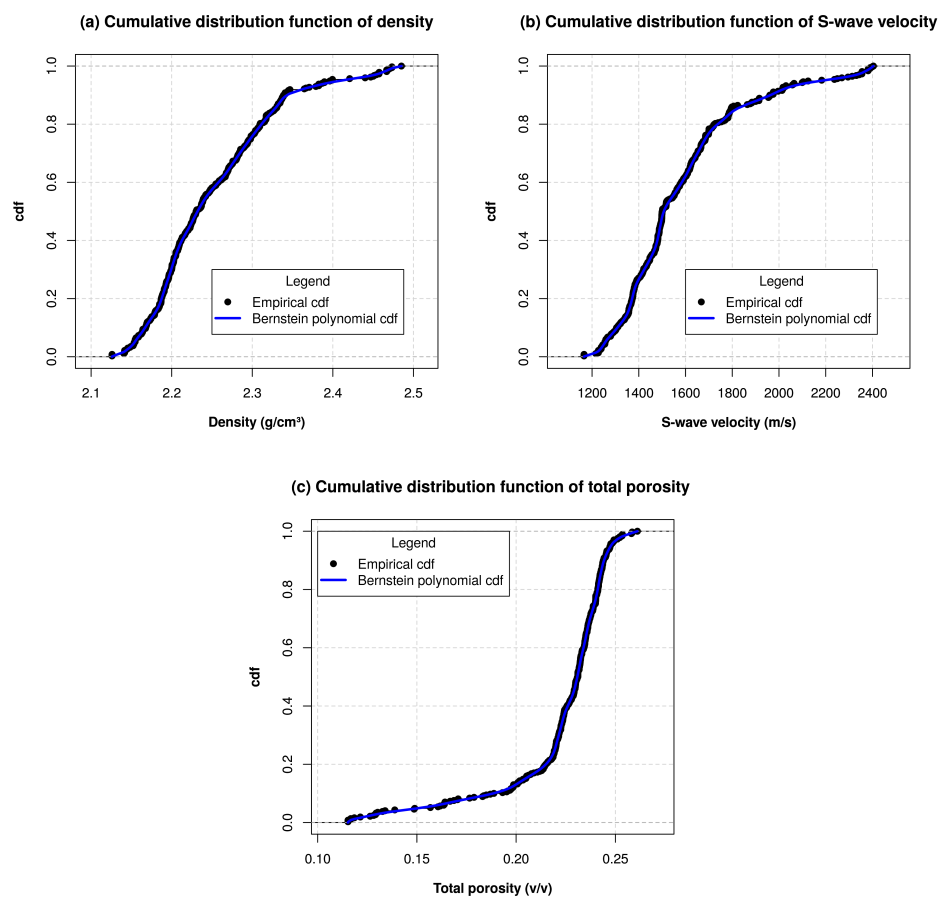 (a) Cumulative distribution function of density
cdf
1.0
0.8
0.6
0.4
0.2
0.0
Legend
Empirical cdf
Bernstein polynomial cdf
2.1 2.2 2.3 2.4 2.5
Density (g/cm³)
(b) Cumulative distribution function of S-wave velocity
cdf
1.0
0.8
0.6
0.4
0.2
0.0
Legend
Empirical cdf
Bernstein polynomial cdf
1200 1400 1600 1800 2000 2200 2400
S-wave velocity (m/s)
(c) Cumulative distribution function of total porosity
cdf
1.0
0.8
0.6
0.4
0.2
0.0
Legend
Empirical cdf
Bernstein polynomial cdf
0.10 0.15 0.20 0.25
Total porosity (v/v)